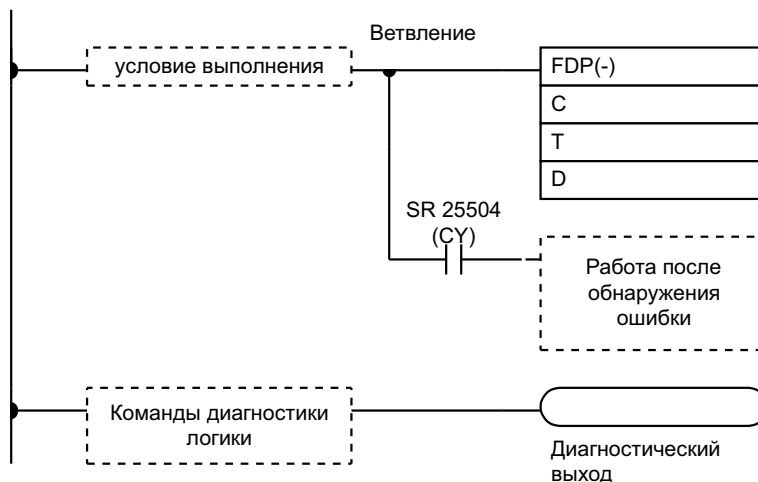 Ветвление
условие выполнения
FDP(-)
C
T
D
SR 25504
(CY)
Работа после
обнаружения
ошибки
Команды диагностики
логики
Диагностический
выход